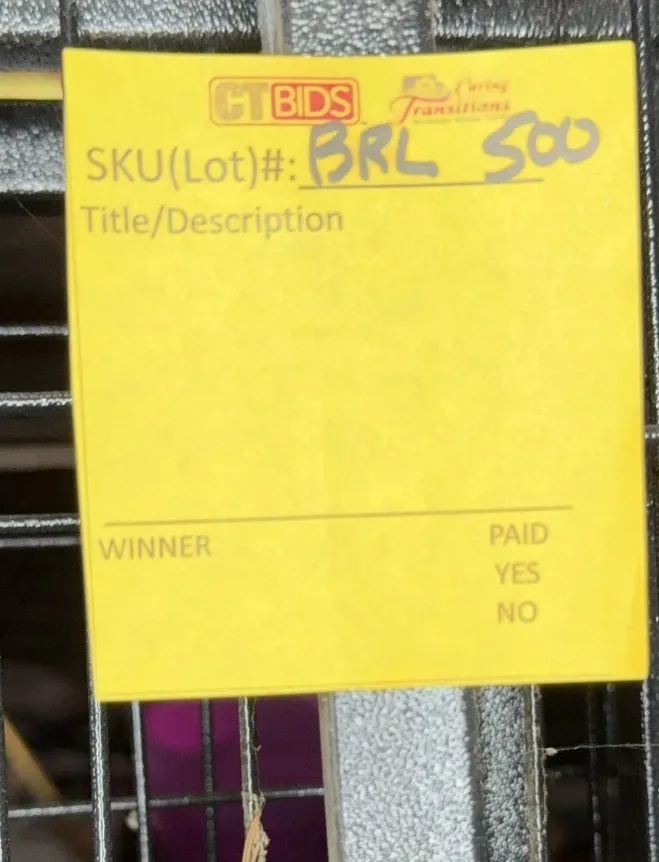 CTBIDS Caring Transitions
SKU(Lot)#: BRL 500
Title/Description
WINNER PAID
YES
NO